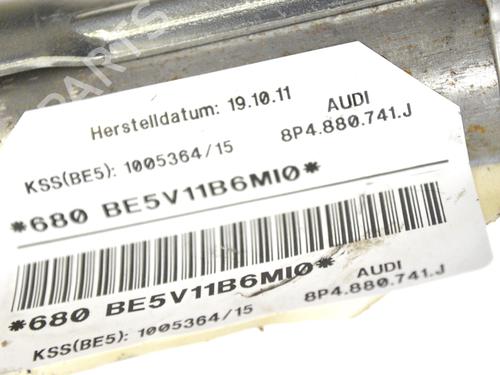 Herstelldatum: 19.10.11
AUDI
KSS(BE5): 1005364/15
8P4.880.741.J
*680 BE5V11B6MI0*
*680 BE5V11B6MI0*
AUDI
KSS(BE5): 1005364/15
8P4.880.741.J